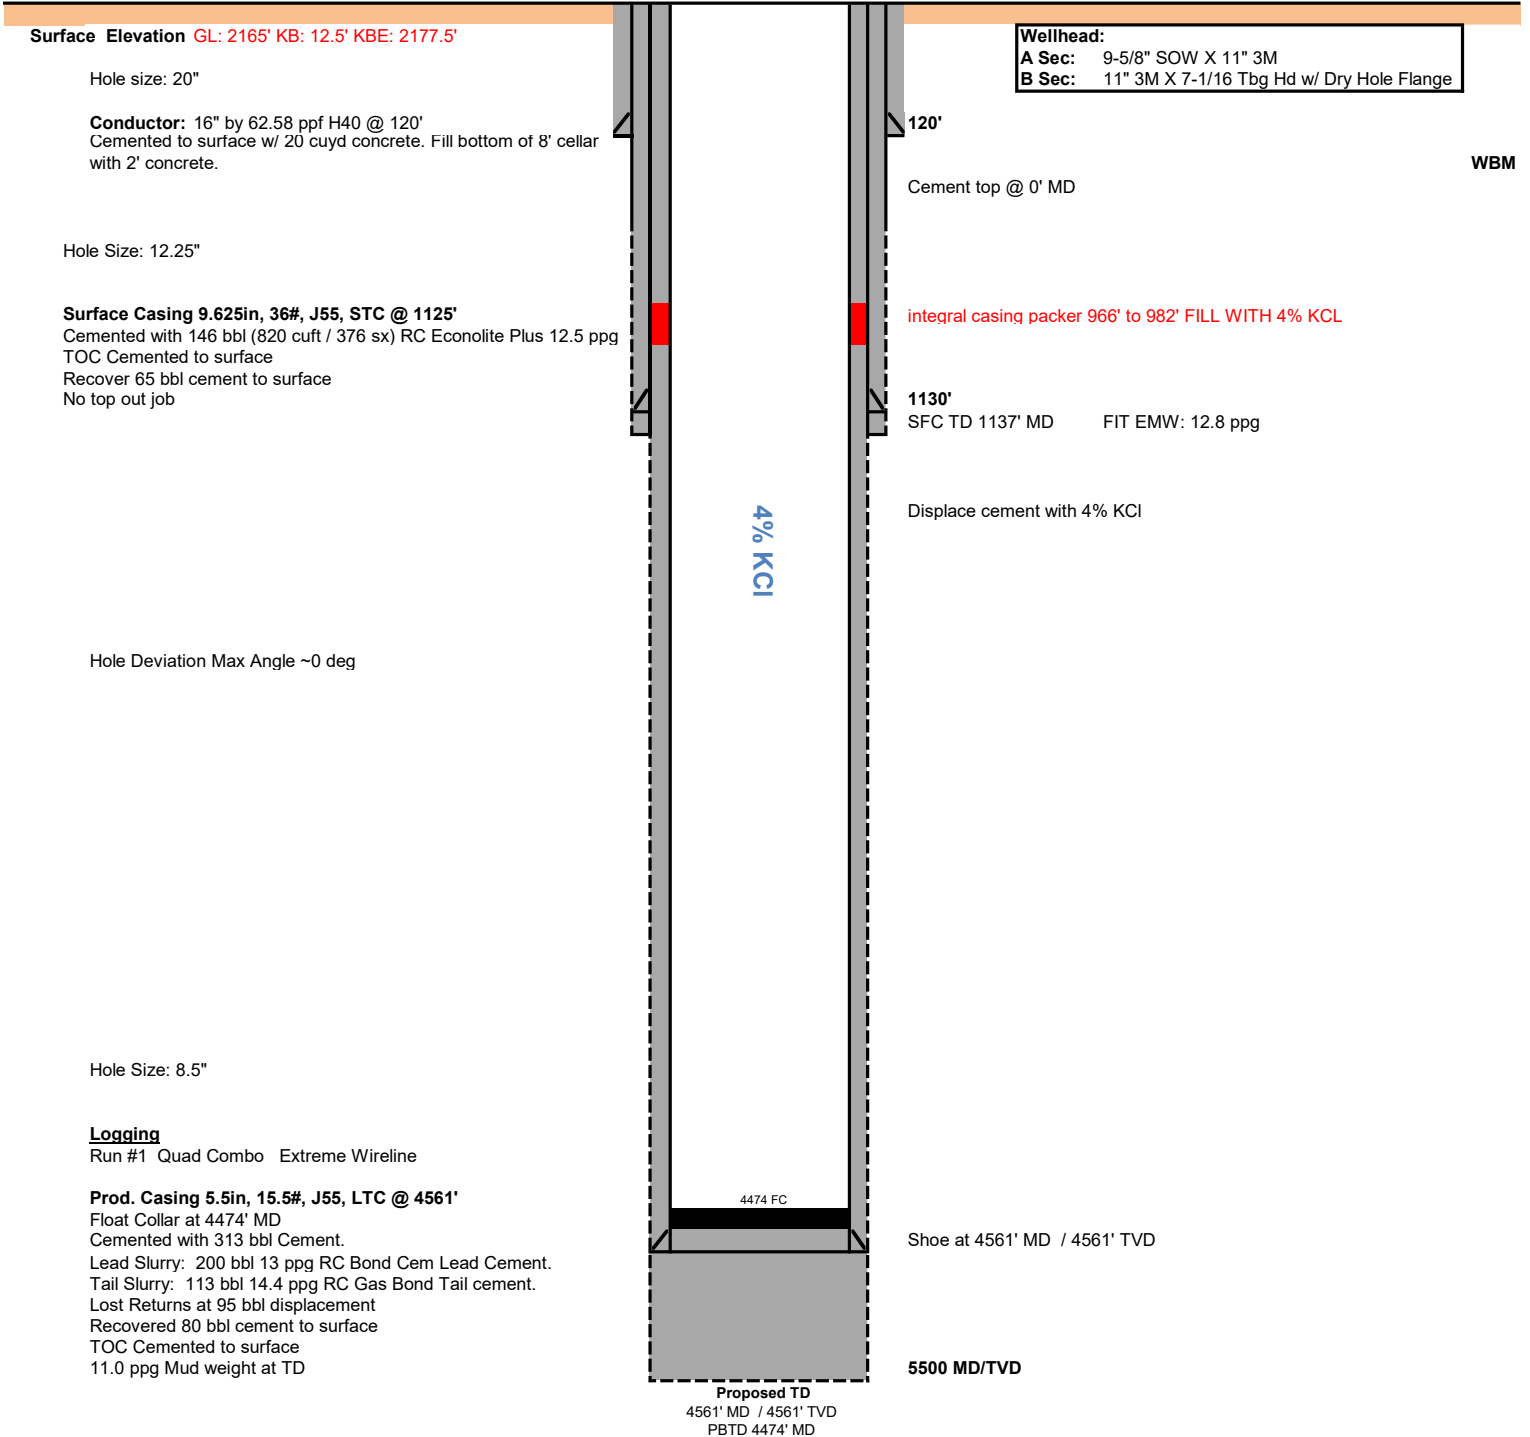 Surface  Elevation GL: 2165' KB: 12.5' KBE: 2177.5'
Wellhead:
A Sec: 9-5/8" SOW X 11" 3M
B Sec: 11" 3M X 7-1/16 Tbg Hd w/ Dry Hole Flange
Hole size: 20"
Conductor: 16" by 62.58 ppf H40 @ 120'
Cemented to surface w/ 20 cuyd concrete. Fill bottom of 8' cellar
with 2' concrete.
120'
WBM
Cement top @ 0' MD
Hole Size: 12.25"
Surface Casing 9.625in, 36#, J55, STC @ 1125'
Cemented with 146 bbl (820 cuft / 376 sx) RC Econolite Plus 12.5 ppg
TOC Cemented to surface
Recover 65 bbl cement to surface
No top out job
integral casing packer 966' to 982' FILL WITH 4% KCL
1130'
SFC TD 1137' MD FIT EMW: 12.8 ppg
4% KCl
Displace cement with 4% KCl
Hole Deviation Max Angle ~0 deg
Hole Size: 8.5"
Logging
Run #1  Quad Combo   Extreme Wireline
Prod. Casing 5.5in, 15.5#, J55, LTC @ 4561'
Float Collar at 4474' MD
Cemented with 313 bbl Cement.
Lead Slurry:  200 bbl 13 ppg RC Bond Cem Lead Cement.
Tail Slurry:  113 bbl 14.4 ppg RC Gas Bond Tail cement.
Lost Returns at 95 bbl displacement
Recovered 80 bbl cement to surface
TOC Cemented to surface
11.0 ppg Mud weight at TD
4474 FC
Shoe at 4561' MD  / 4561' TVD
5500 MD/TVD
Proposed TD
4561' MD  / 4561' TVD
PBTD 4474' MD